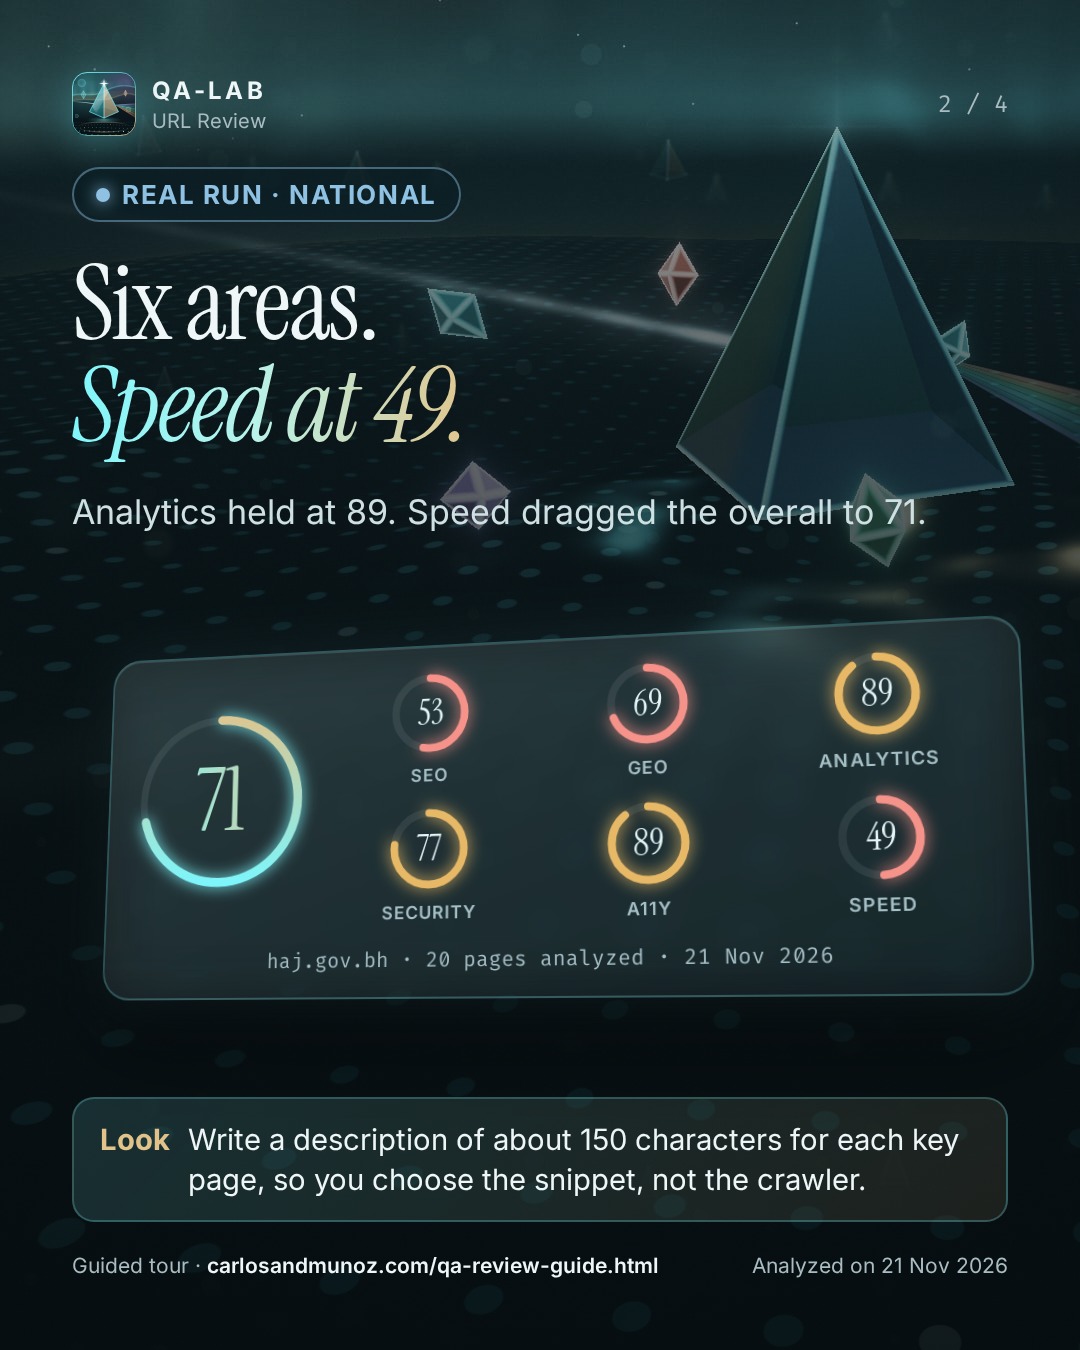 QA-LAB
URL Review
2 / 4
REAL RUN · NATIONAL
Six areas.
Speed at 49.
Analytics held at 89. Speed dragged the overall to 71.
71
53
SEO
69
GEO
89
ANALYTICS
77
SECURITY
89
A11Y
49
SPEED
haj.gov.bh · 20 pages analyzed · 21 Nov 2026
Look Write a description of about 150 characters for each key
page, so you choose the snippet, not the crawler.
Guided tour · carlosandmunoz.com/qa-review-guide.html
Analyzed on 21 Nov 2026